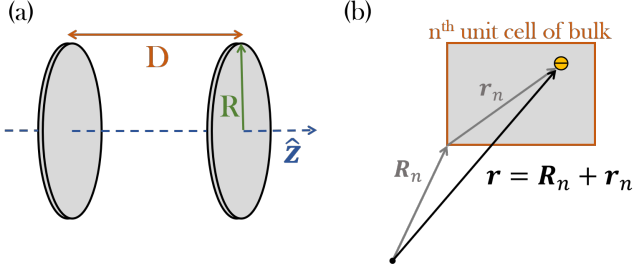 (a)
D
R
ẑ
(b)
nᵗʰ unit cell of bulk
rₙ
Rₙ
r = Rₙ + rₙ